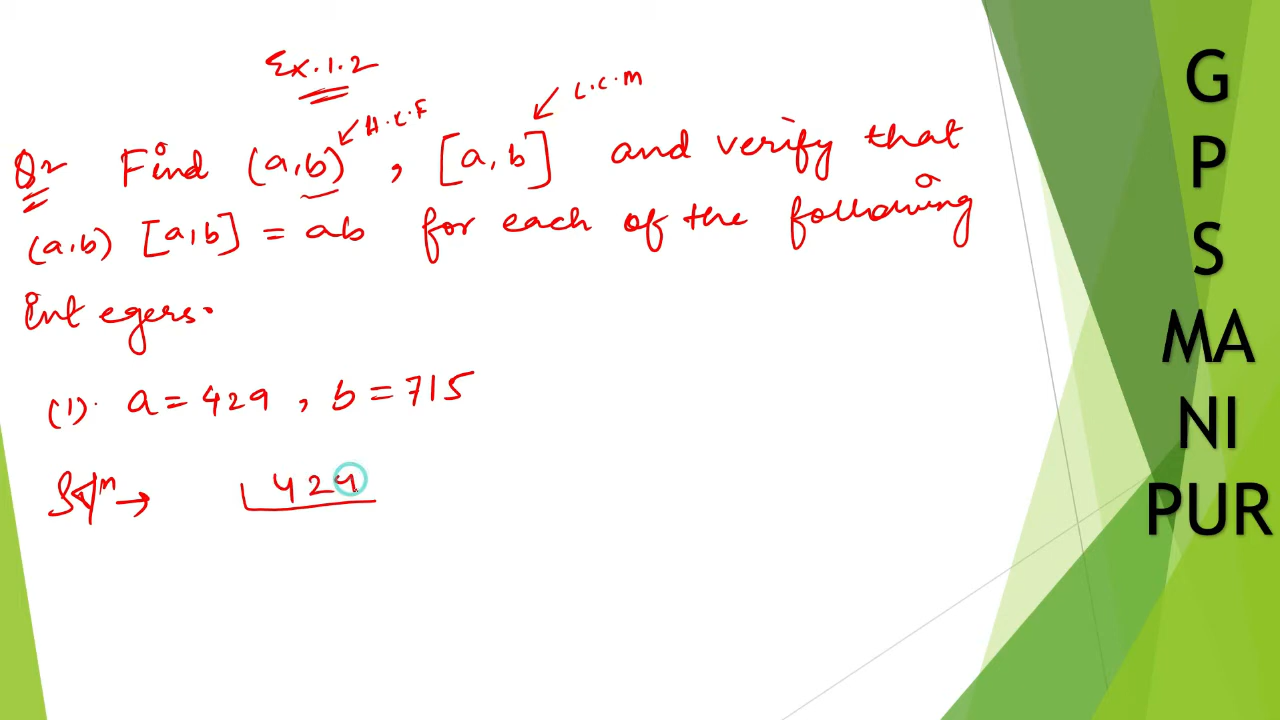 Ex.1.2
H.C.F
L.C.M
Q2 Find (a,b) , [a,b] and verify that
(a,b) [a,b] = ab for each of the following
integers.
(1). a = 429 , b = 715
Sol^n → 429
G
P
S
MA
NI
PUR